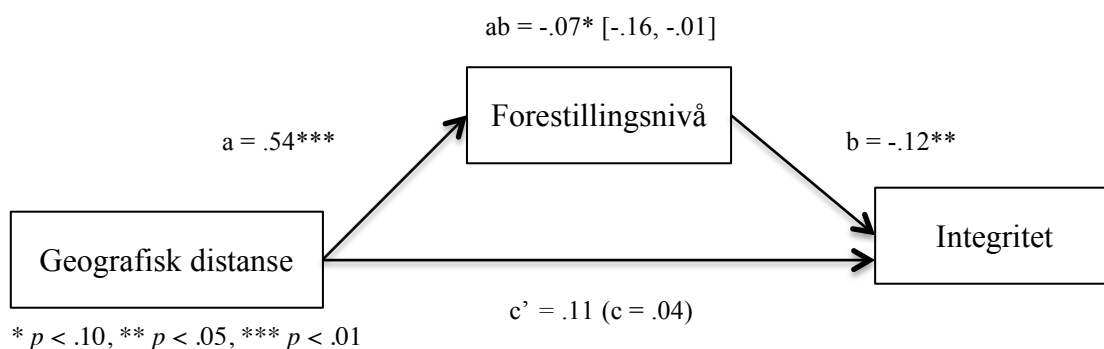 ab = -.07* [-.16, -.01]
Forestillingsnivå
a = .54***
b = -.12**
Geografisk distanse
Integritet
c’ = .11 (c = .04)
* p < .10, ** p < .05, *** p < .01